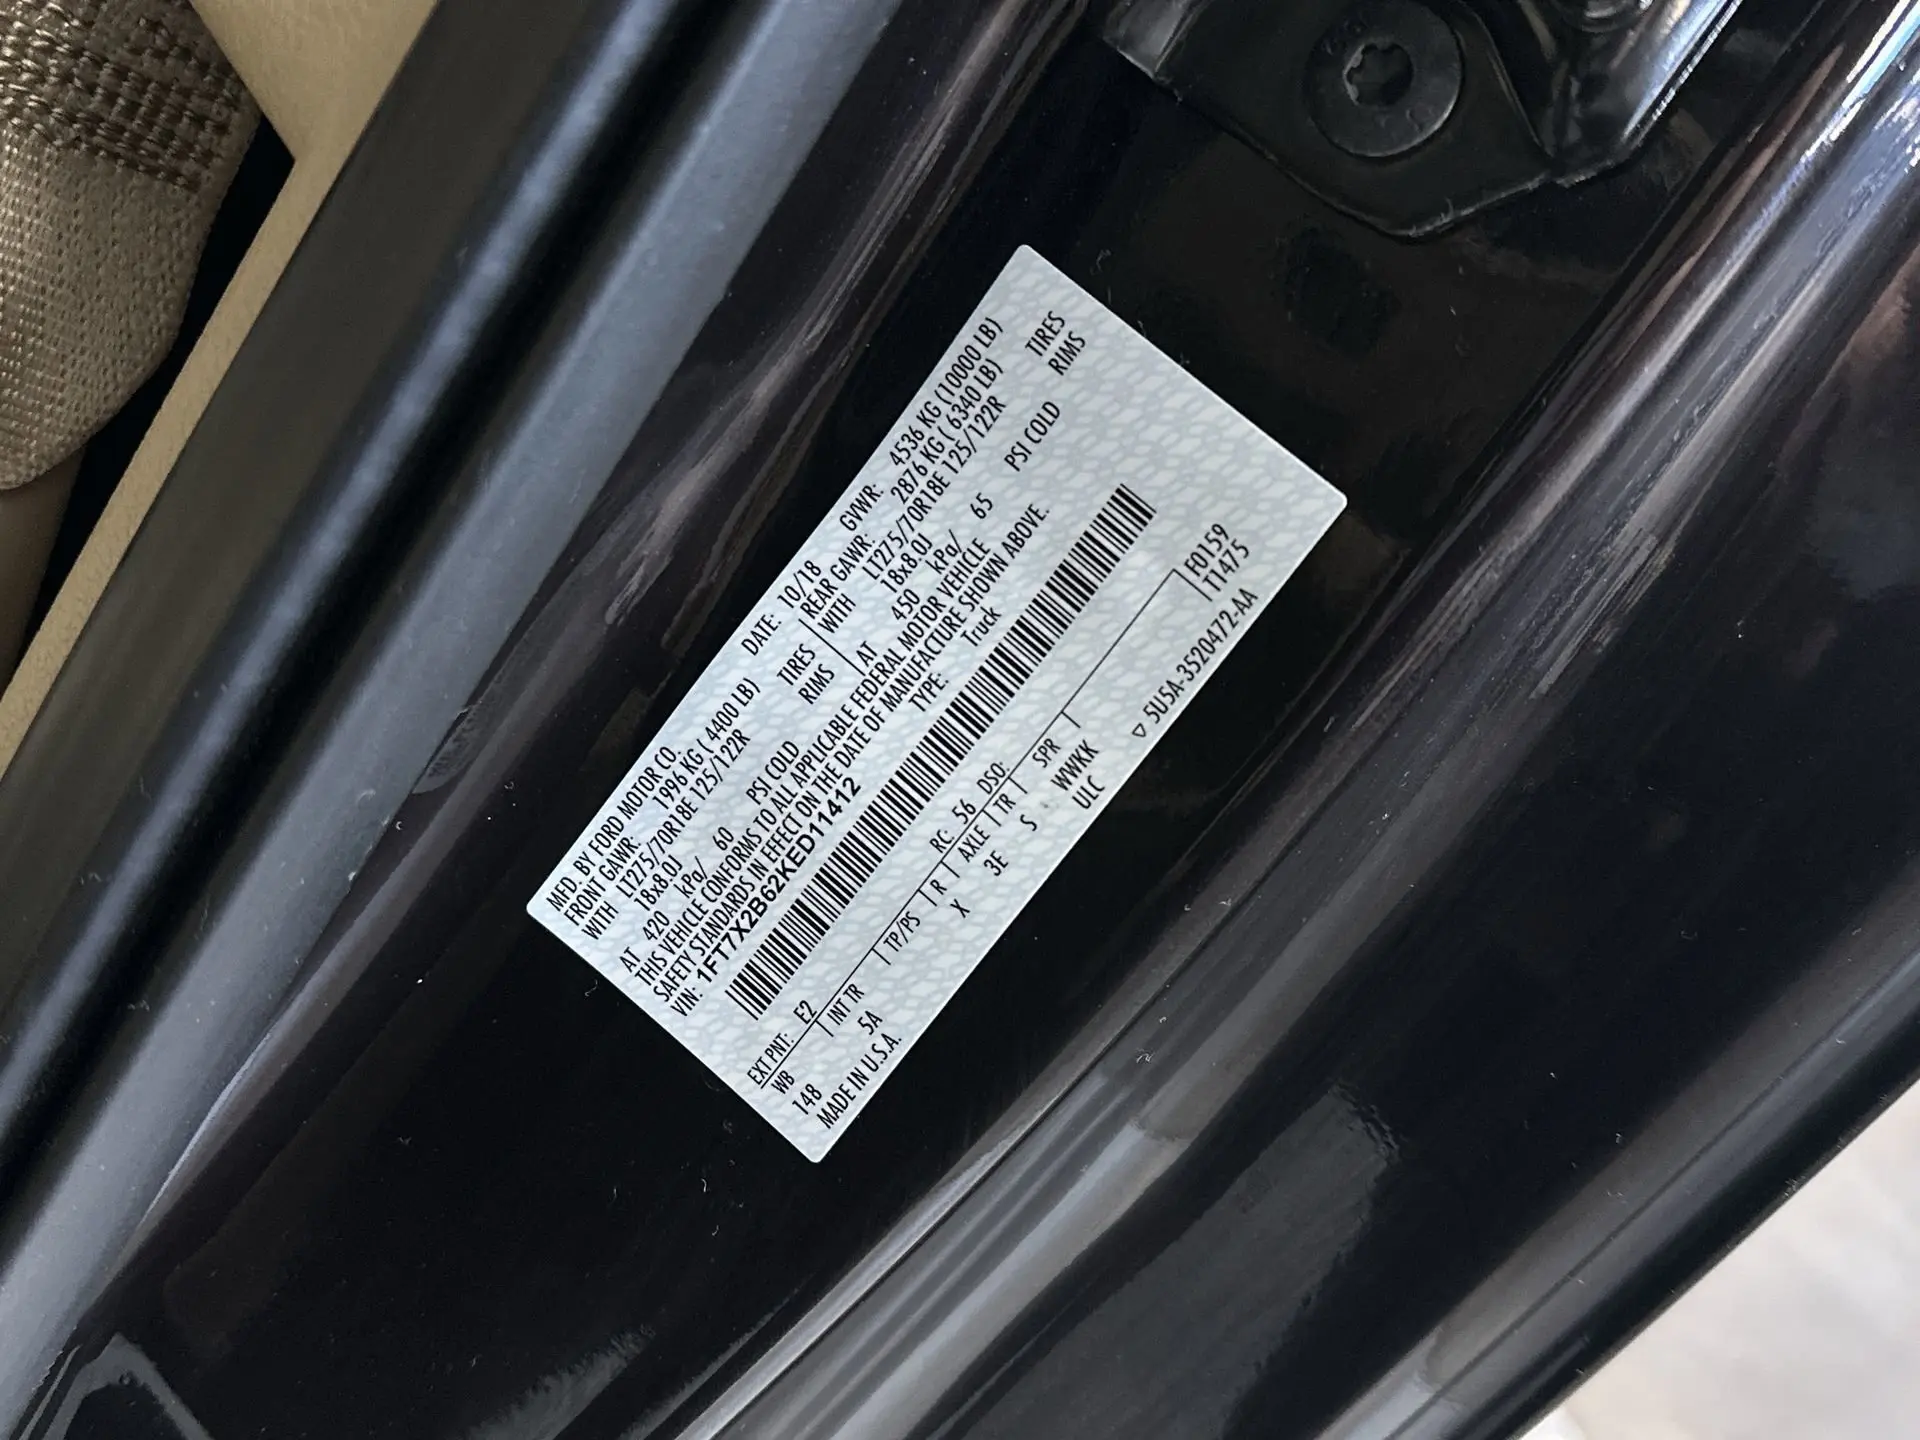 MFD. BY FORD MOTOR CO.
DATE: 10/18 GVWR: 4536 KG (10000 LB)
FRONT GAWR: 1996 KG ( 4400 LB) REAR GAWR: 2876 KG ( 6340 LB)
WITH LT275/70R18E 125/122R TIRES WITH LT275/70R18E 125/122R TIRES
18x8.0J RIMS 18x8.0J RIMS
AT 420 kPa/ 60 PSI COLD AT 450 kPa/ 65 PSI COLD
THIS VEHICLE CONFORMS TO ALL APPLICABLE FEDERAL MOTOR VEHICLE
SAFETY STANDARDS IN EFFECT ON THE DATE OF MANUFACTURE SHOWN ABOVE.
VIN: 1FT7X2B62KED11412 TYPE: Truck
EXT PNT: E2 RC: 56 DSO: F0159
WB INT TR TP/PS R AXLE TR SPR T1475
148 5A X 3E S WWKK
MADE IN U.S.A. ULC ▽ 5U5A-3520472-AA